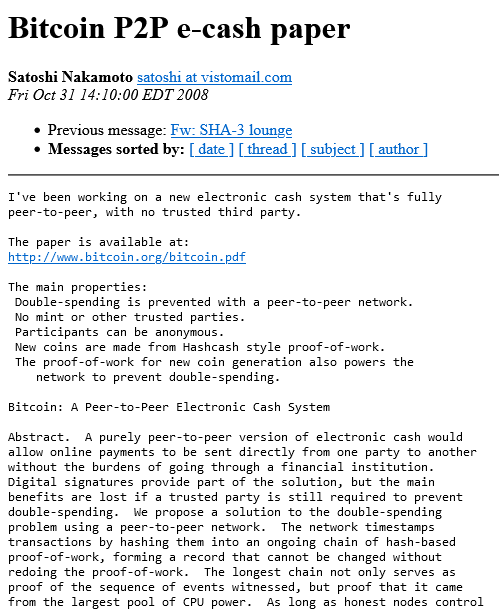 Bitcoin P2P e-cash paper
Satoshi Nakamoto satoshi at vistomail.com
Fri Oct 31 14:10:00 EDT 2008
• Previous message: Fw: SHA-3 lounge
• Messages sorted by: [ date ] [ thread ] [ subject ] [ author ]
I've been working on a new electronic cash system that's fully
peer-to-peer, with no trusted third party.
The paper is available at:
http://www.bitcoin.org/bitcoin.pdf
The main properties:
Double-spending is prevented with a peer-to-peer network.
No mint or other trusted parties.
Participants can be anonymous.
New coins are made from Hashcash style proof-of-work.
The proof-of-work for new coin generation also powers the
network to prevent double-spending.
Bitcoin: A Peer-to-Peer Electronic Cash System
Abstract.  A purely peer-to-peer version of electronic cash would
allow online payments to be sent directly from one party to another
without the burdens of going through a financial institution.
Digital signatures provide part of the solution, but the main
benefits are lost if a trusted party is still required to prevent
double-spending.  We propose a solution to the double-spending
problem using a peer-to-peer network.  The network timestamps
transactions by hashing them into an ongoing chain of hash-based
proof-of-work, forming a record that cannot be changed without
redoing the proof-of-work.  The longest chain not only serves as
proof of the sequence of events witnessed, but proof that it came
from the largest pool of CPU power.  As long as honest nodes control